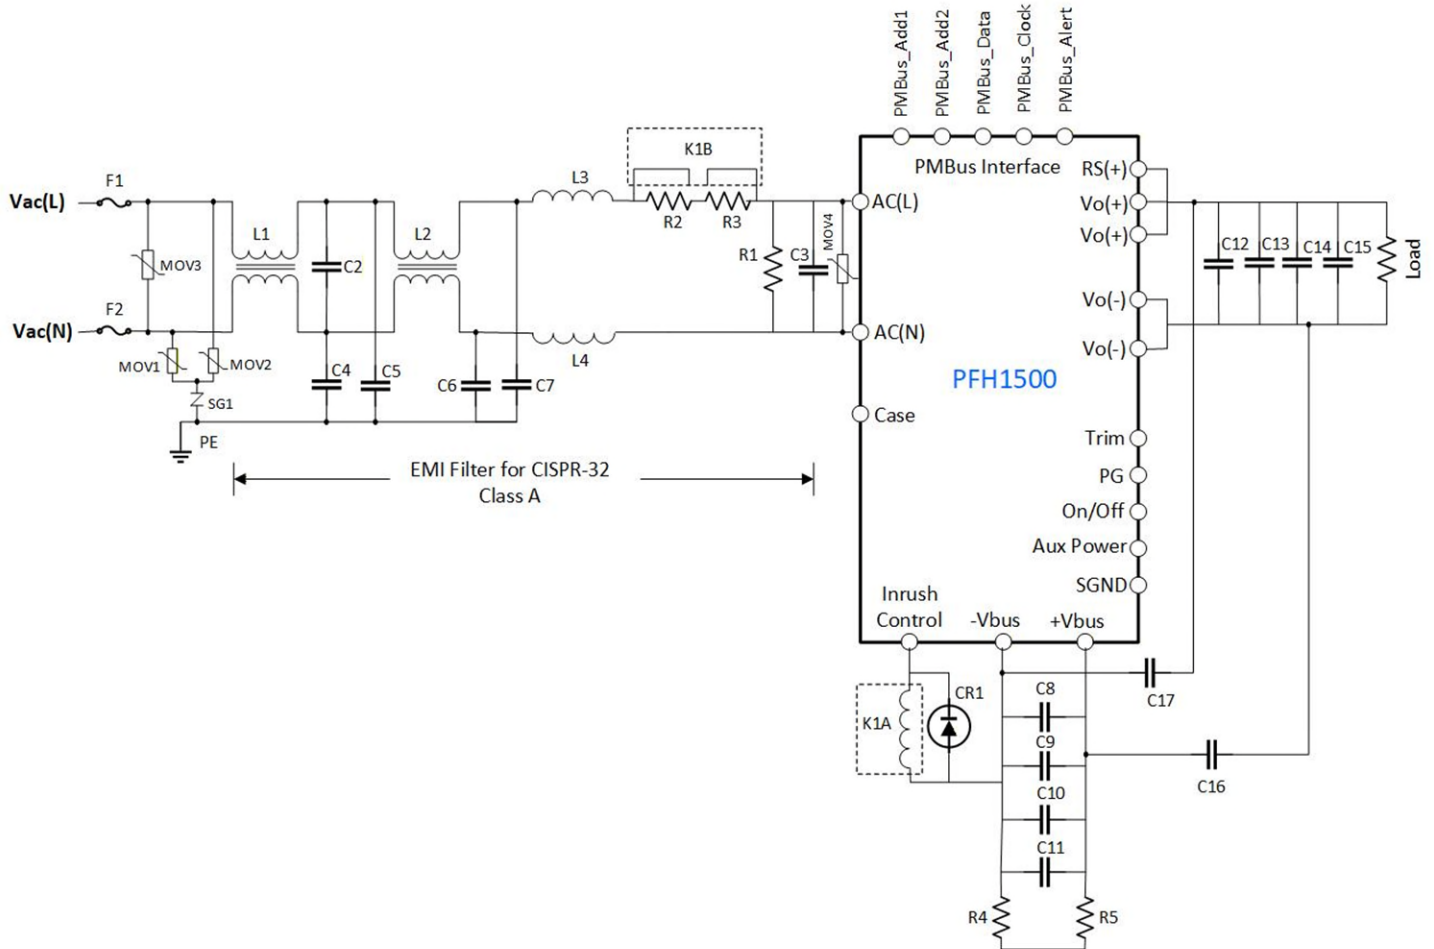 PMBus_Add1
PMBus_Add2
PMBus_Data
PMBus_Clock
PMBus_Alert
K1B
PMBus Interface
RS(+)
F1
L3
Vac(L)
R2
R3
AC(L)
Vo(+)
Vo(+)
L1
L2
MOV4
MOV3
C2
R1
C3
C12
C13
C14
C15
Load
Vo(-)
F2
Vac(N)
AC(N)
L4
Vo(-)
MOV1
MOV2
C4
C5
C6
C7
PFH1500
SG1
Case
PE
Trim
EMI Filter for CISPR-32
Class A
PG
On/Off
Aux Power
SGND
Inrush
Control
-Vbus
+Vbus
C8
CR1
C17
K1A
C9
C16
C10
C11
R4
R5